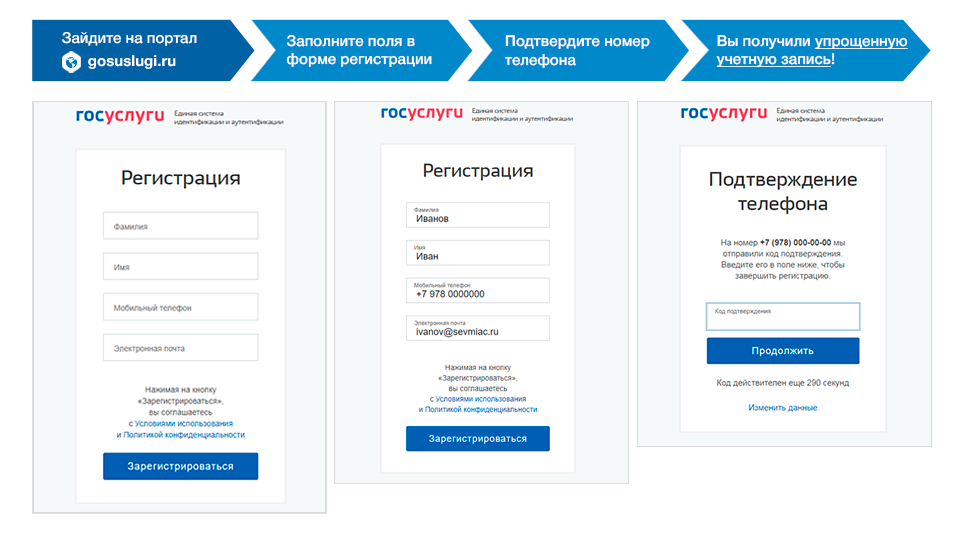 Зайдите на портал
gosuslugi.ru
Заполните поля в
форме регистрации
Подтвердите номер
телефона
Вы получили упрощенную
учетную запись!
госуслуги
Единая система
идентификации и аутентификации
Регистрация
Фамилия
Имя
Мобильный телефон
Электронная почта
Нажимая на кнопку
«Зарегистрироваться»,
вы соглашаетесь
с Условиями использования
и Политикой конфиденциальности
Зарегистрироваться
госуслуги
Единая система
идентификации и аутентификации
Регистрация
Фамилия
Иванов
Имя
Иван
Мобильный телефон
+7 978 0000000
Электронная почта
ivanov@sevmiac.ru
Нажимая на кнопку
«Зарегистрироваться»,
вы соглашаетесь
с Условиями использования
и Политикой конфиденциальности
Зарегистрироваться
госуслуги
Единая система
идентификации и аутентификации
Подтверждение
телефона
На номер +7 (978) 000-00-00 мы
отправили код подтверждения.
Введите его в поле ниже, чтобы
завершить регистрацию.
Код подтверждения
Продолжить
Код действителен еще 290 секунд
Изменить данные